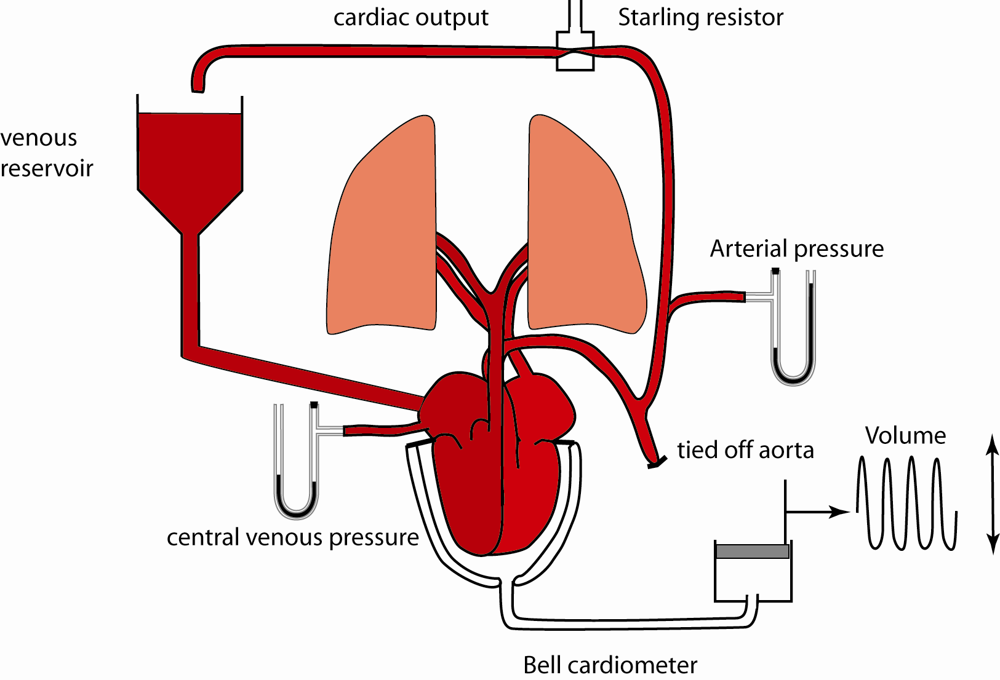 cardiac output
Starling resistor
venous
reservoir
Arterial pressure
Volume
tied off aorta
central venous pressure
Bell cardiometer